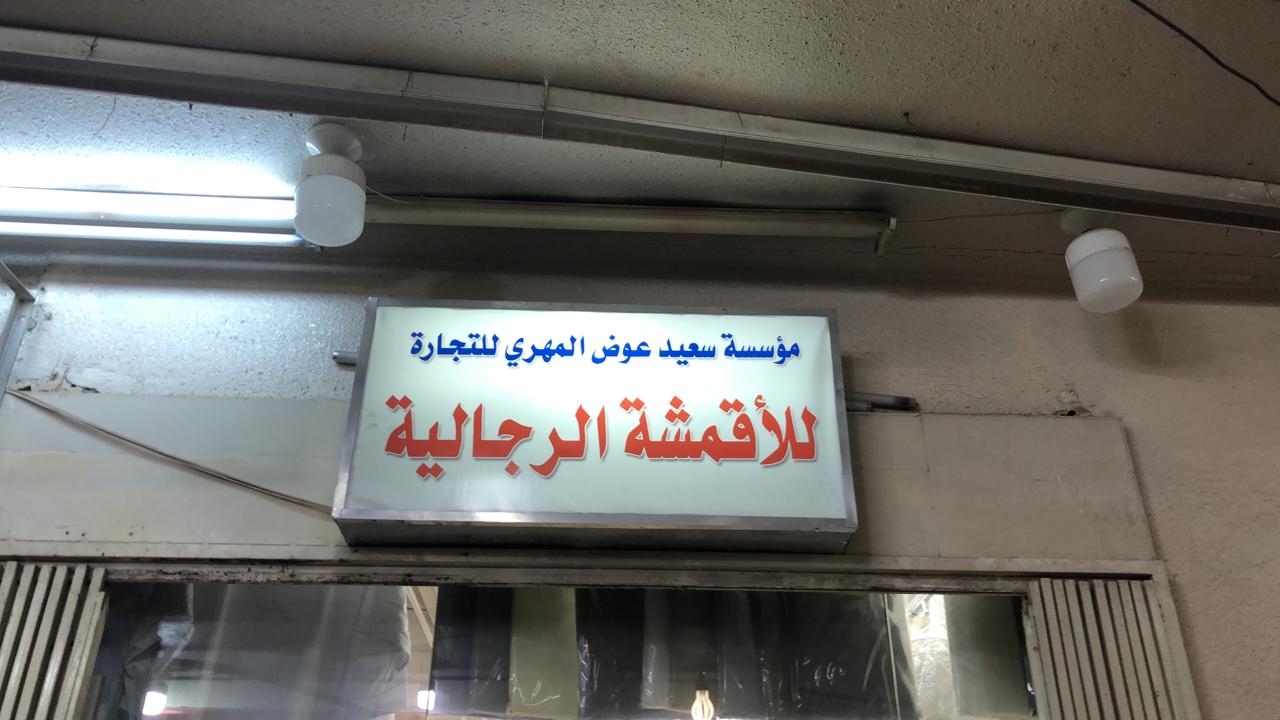 مؤسسة سعيد عوض المهري للتجارة
للأقمشة الرجالية